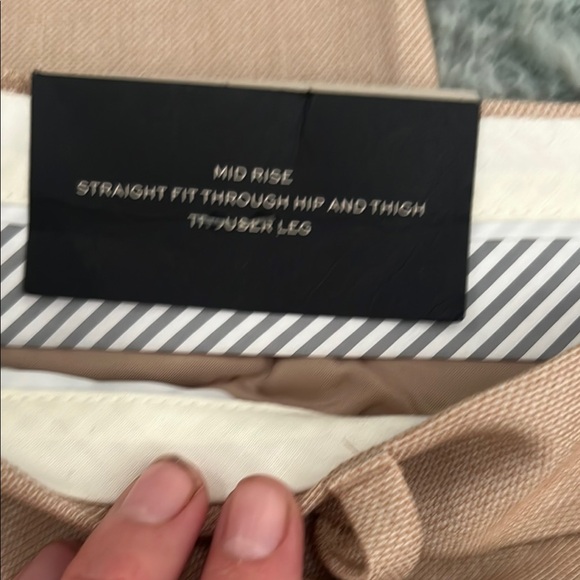 MID RISE
STRAIGHT FIT THROUGH HIP AND THIGH
TROUSER LEG